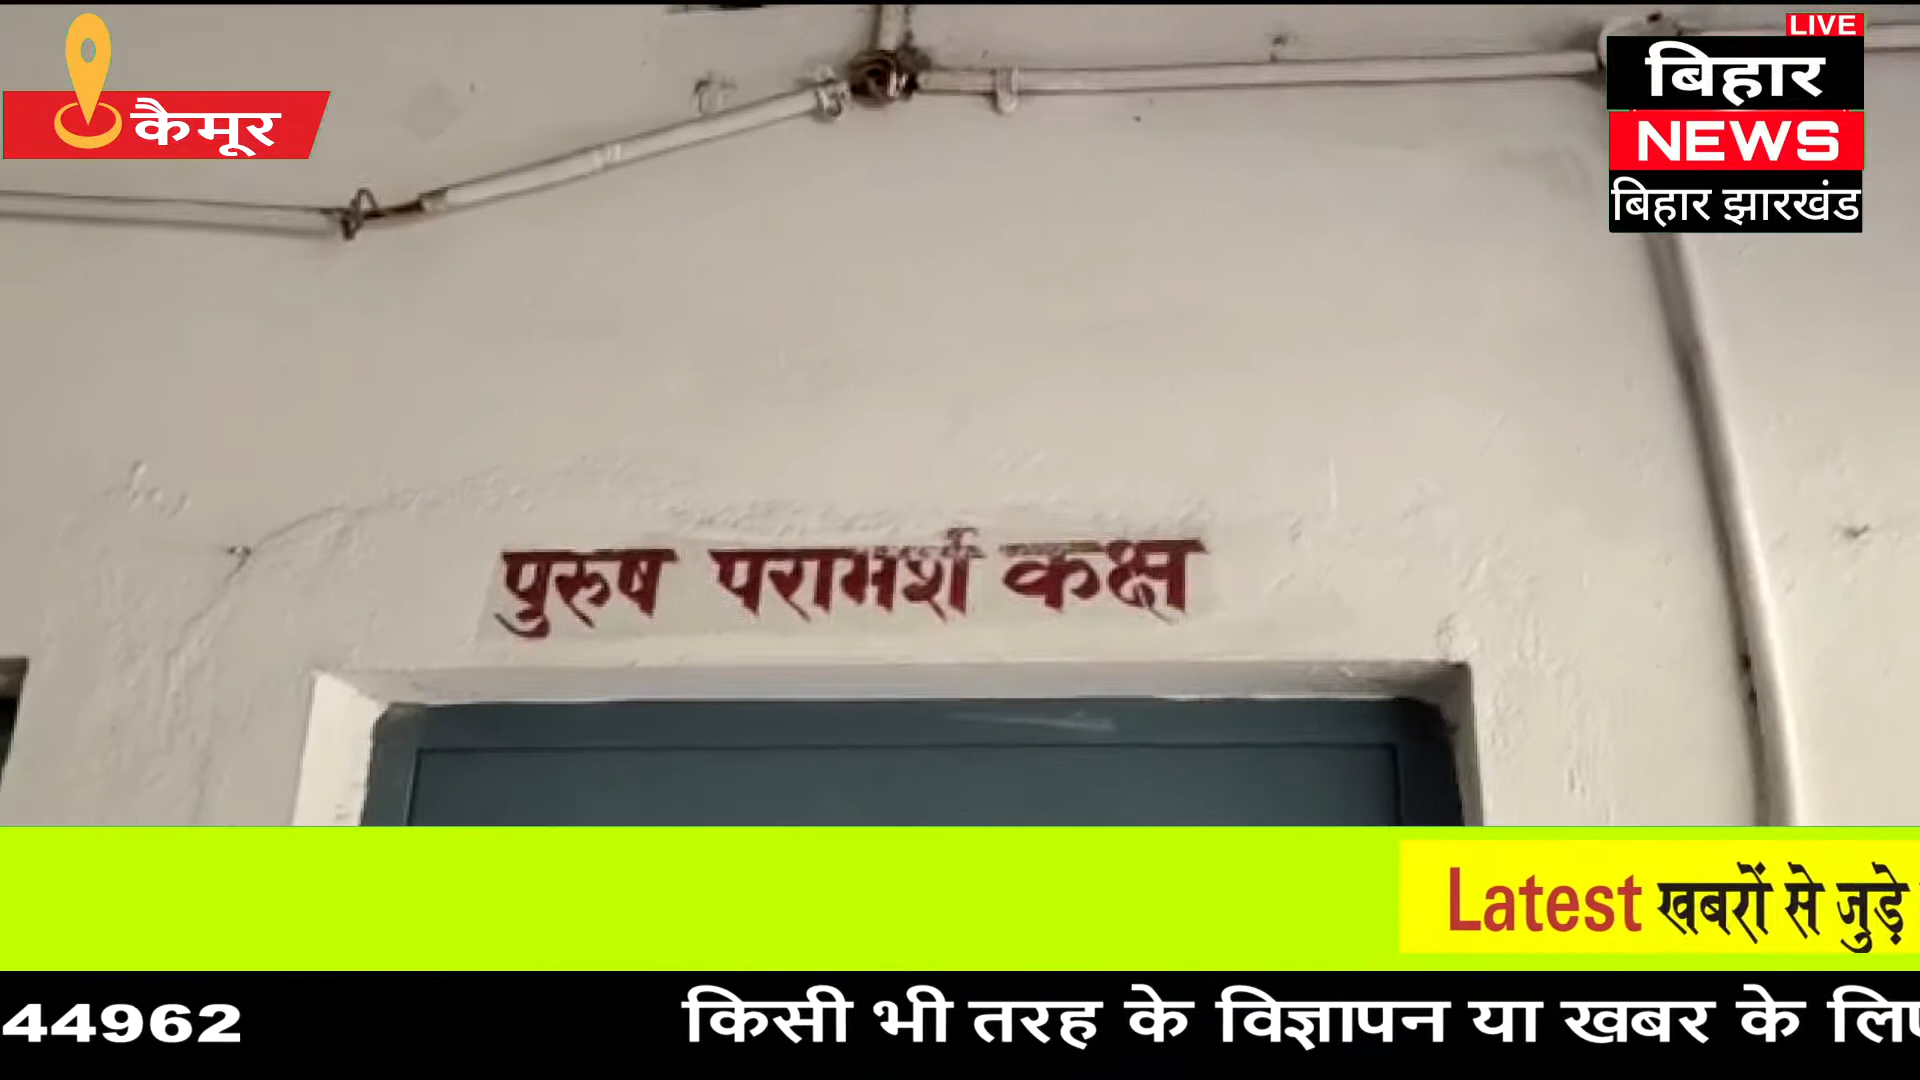 LIVE
कैमूर
बिहार
NEWS
बिहार झारखंड
पुरुष परामर्श कक्ष
Latest खबरों से जुड़े
44962
किसी भी तरह के विज्ञापन या खबर के